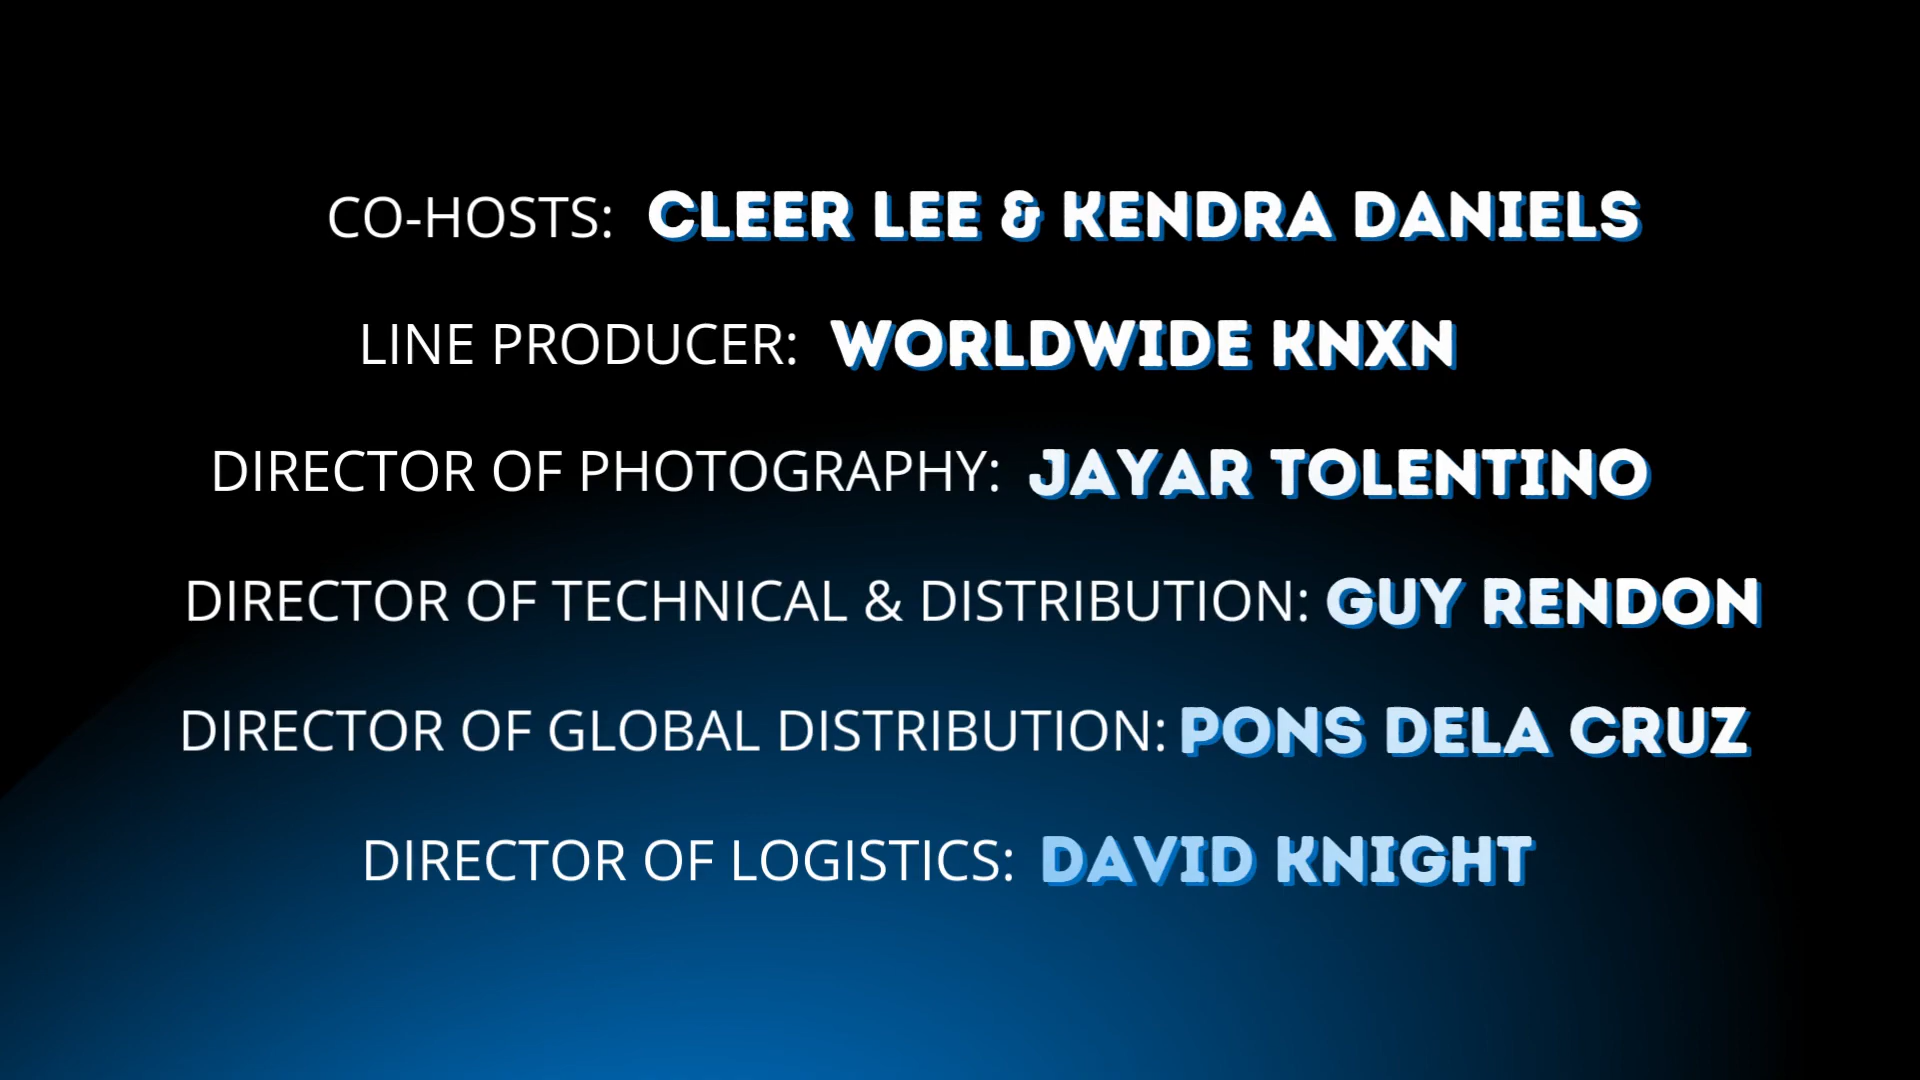 CO-HOSTS: CLEER LEE & KENDRA DANIELS
LINE PRODUCER: WORLDWIDE KNXN
DIRECTOR OF PHOTOGRAPHY: JAYAR TOLENTINO
DIRECTOR OF TECHNICAL & DISTRIBUTION: GUY RENDON
DIRECTOR OF GLOBAL DISTRIBUTION: PONS DELA CRUZ
DIRECTOR OF LOGISTICS: DAVID KNIGHT